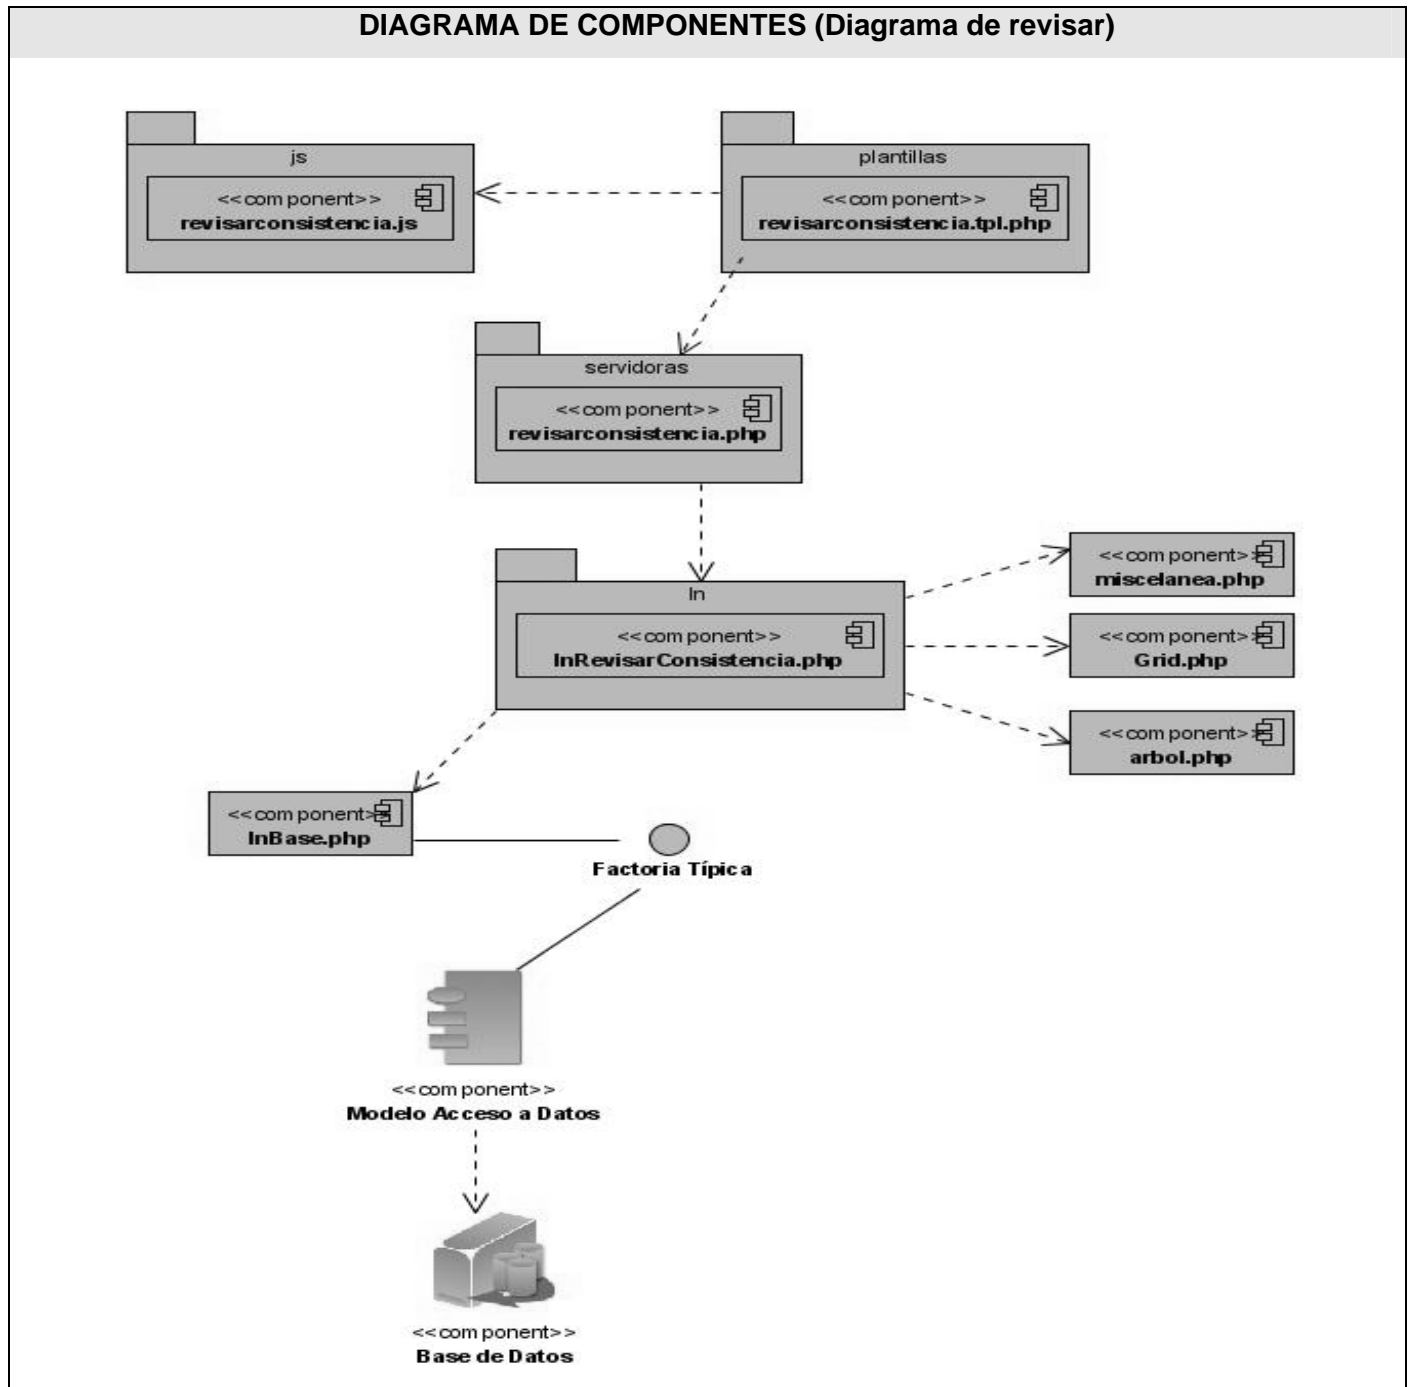 DIAGRAMA DE COMPONENTES (Diagrama de revisar)
js
<<component>>
revisarconsistencia.js
plantillas
<<component>>
revisarconsistencia.tpl.php
servidoras
<<component>>
revisarconsistencia.php
ln
<<component>>
lnRevisarConsistencia.php
<<component>>
miscelanea.php
<<component>>
Grid.php
<<component>>
arbol.php
<<component>>
lnBase.php
Factoria Típica
<<component>>
Modelo Acceso a Datos
<<component>>
Base de Datos